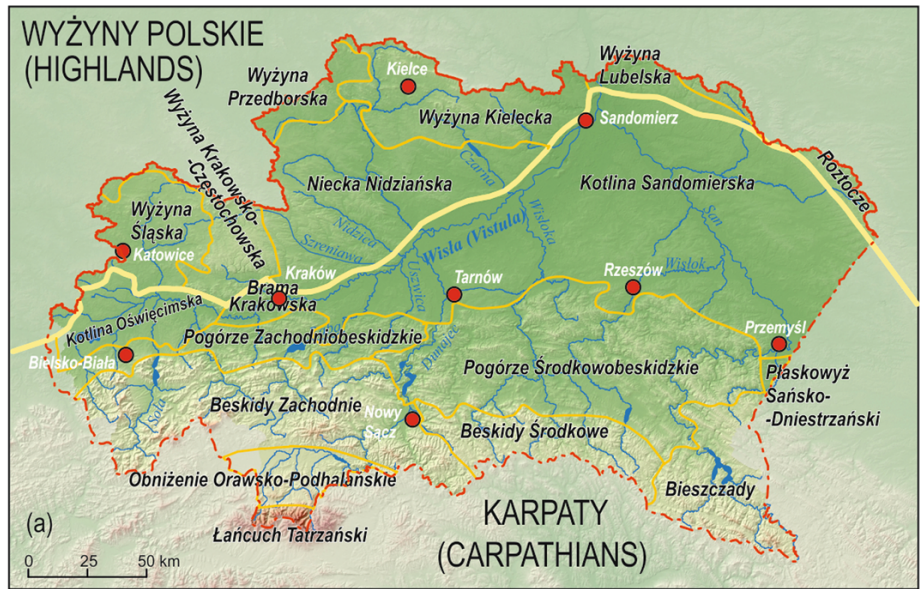 WYŻYNY POLSKIE
(HIGHLANDS)
Wyżyna
Przedborska
Kielce
Wyżyna
Lubelska
Wyżyna Kielecka
Sandomierz
Wyżyna Krakowsko-
-Częstochowska
Czarna
Roztocze
Niecka Nidziańska
Kotlina Sandomierska
Wyżyna
Śląska
Katowice
Nidzica
Szreniawa
Wisła (Vistula)
Wisłoka
San
Wisłok
Kraków
Brama
Krakowska
Uszwica
Tarnów
Rzeszów
Kotlina Oświęcimska
Pogórze Zachodniobeskidzkie
Przemyśl
Bielsko-Biała
Dunajec
Pogórze Środkowobeskidzkie
Płaskowyż
Sańsko-
-Dniestrzański
Soła
Beskidy Zachodnie
Nowy
Sącz
Beskidy Środkowe
Obniżenie Orawsko-Podhalańskie
Bieszczady
(a)
Łańcuch Tatrzański
KARPATY
(CARPATHIANS)
0 25 50 km